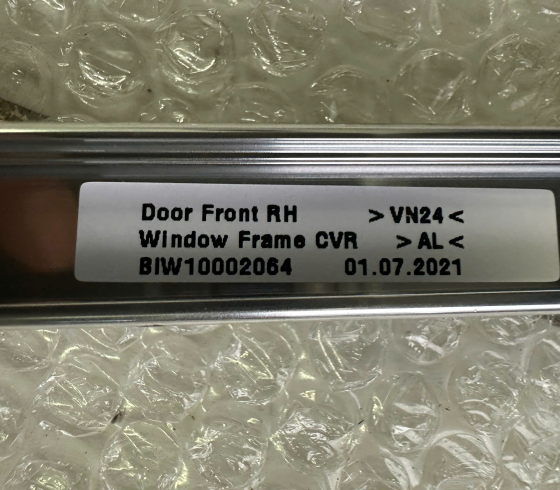 Door Front RH >VN24<
Window Frame CVR >AL<
BIW10002064 01.07.2021